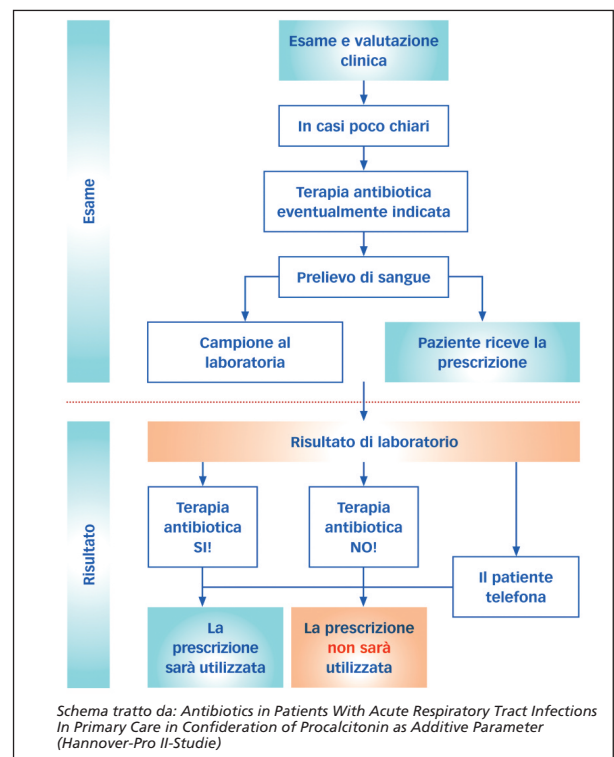 Esame e valutazione
clinica
In casi poco chiari
Terapia antibiotica
eventualmente indicata
Prelievo di sangue
Campione al
laboratoria
Paziente riceve la
prescrizione
Esame
Risultato di laboratorio
Terapia
antibiotica
SI!
Terapia
antibiotica
NO!
Il patiente
telefona
La
prescrizione
sarà utilizzata
La prescrizione
non sarà
utilizzata
Risultato
Schema tratto da: Antibiotics in Patients With Acute Respiratory Tract Infections
In Primary Care in Confideration of Procalcitonin as Additive Parameter
(Hannover-Pro II-Studie)